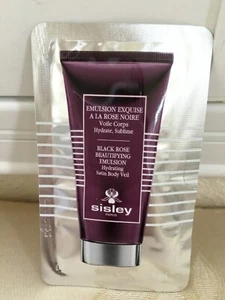 EMULSION EXQUISE
A LA ROSE NOIRE
Voile Corps
Hydrate, Sublime
BLACK ROSE
BEAUTIFYING
EMULSION
Hydrating
Satin Body Veil
sisley
PARIS